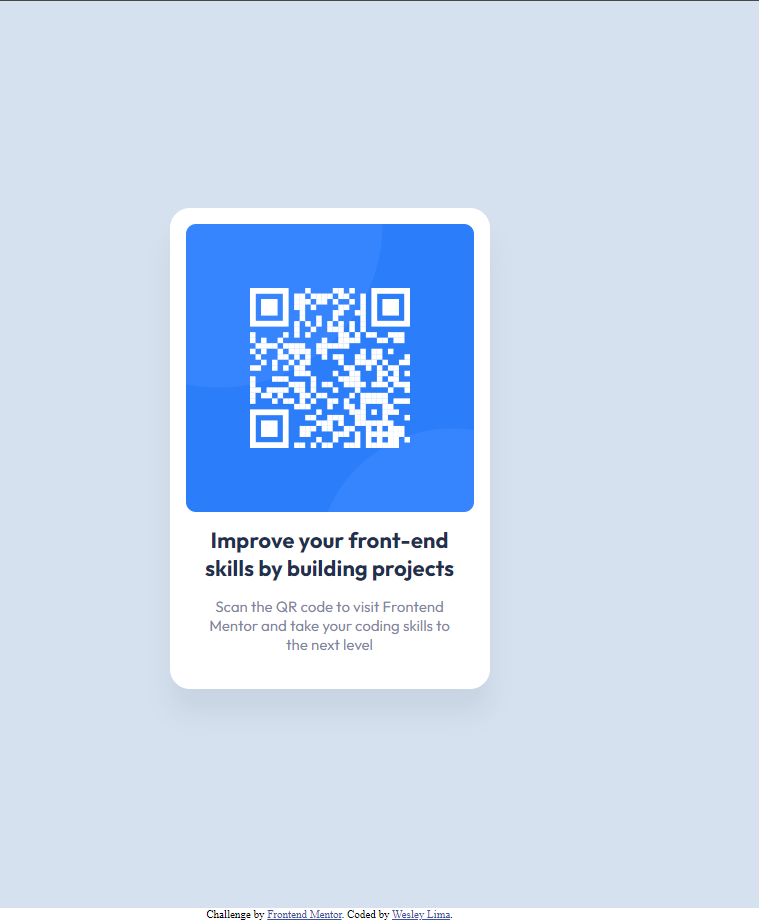 Improve your front-end
skills by building projects
Scan the QR code to visit Frontend
Mentor and take your coding skills to
the next level
Challenge by Frontend Mentor. Coded by Wesley Lima.